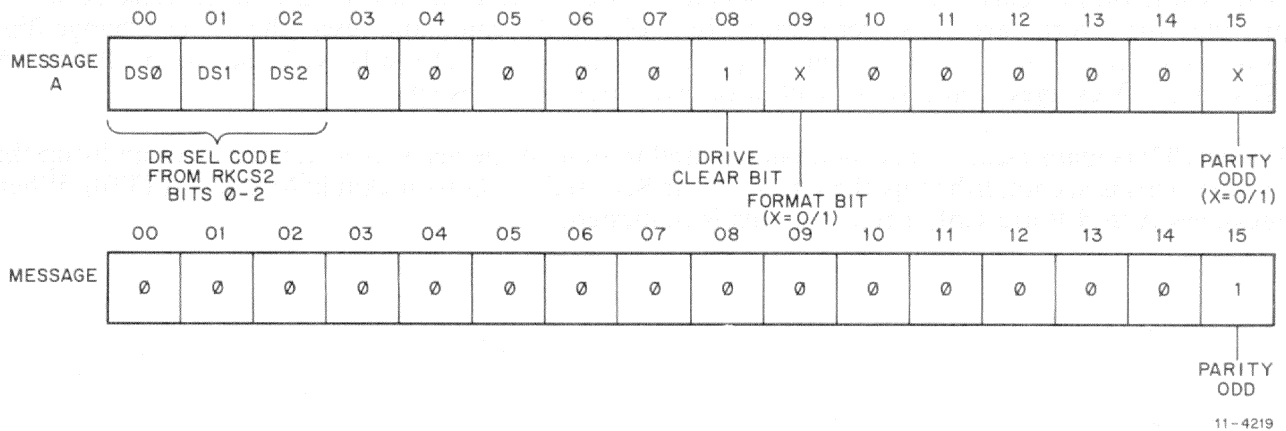 00 01 02 03 04 05 06 07 08 09 10 11 12 13 14 15
MESSAGE A
DSØ DS1 DS2 Ø Ø Ø Ø Ø 1 X Ø Ø Ø Ø Ø X
DR SEL CODE
FROM RKCS2
BITS Ø-2
DRIVE
CLEAR BIT
FORMAT BIT
(X=0/1)
PARITY
ODD
(X=0/1)
00 01 02 03 04 05 06 07 08 09 10 11 12 13 14 15
MESSAGE
Ø Ø Ø Ø Ø Ø Ø Ø Ø Ø Ø Ø Ø Ø Ø 1
PARITY
ODD
11-4219